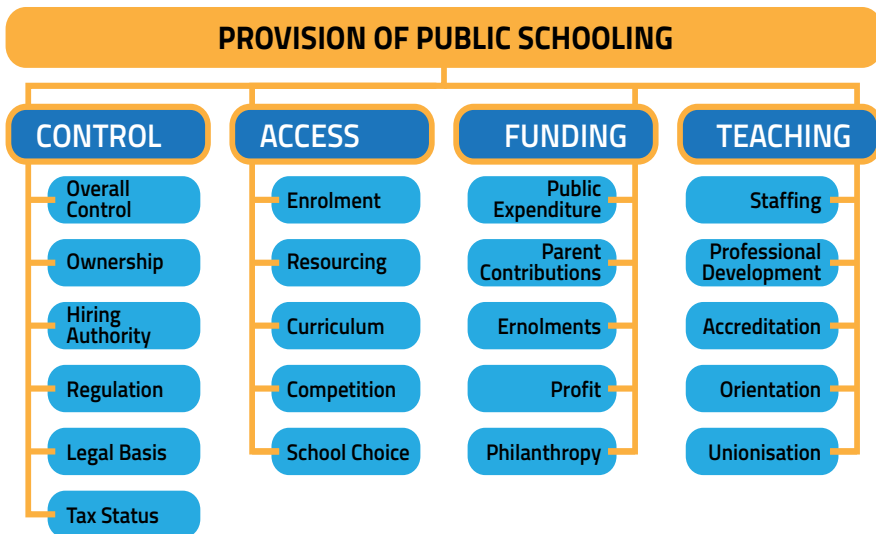 PROVISION OF PUBLIC SCHOOLING
CONTROL
Overall
Control
Ownership
Hiring
Authority
Regulation
Legal Basis
Tax Status
ACCESS
Enrolment
Resourcing
Curriculum
Competition
School Choice
FUNDING
Public
Expenditure
Parent
Contributions
Ernolments
Profit
Philanthropy
TEACHING
Staffing
Professional
Development
Accreditation
Orientation
Unionisation